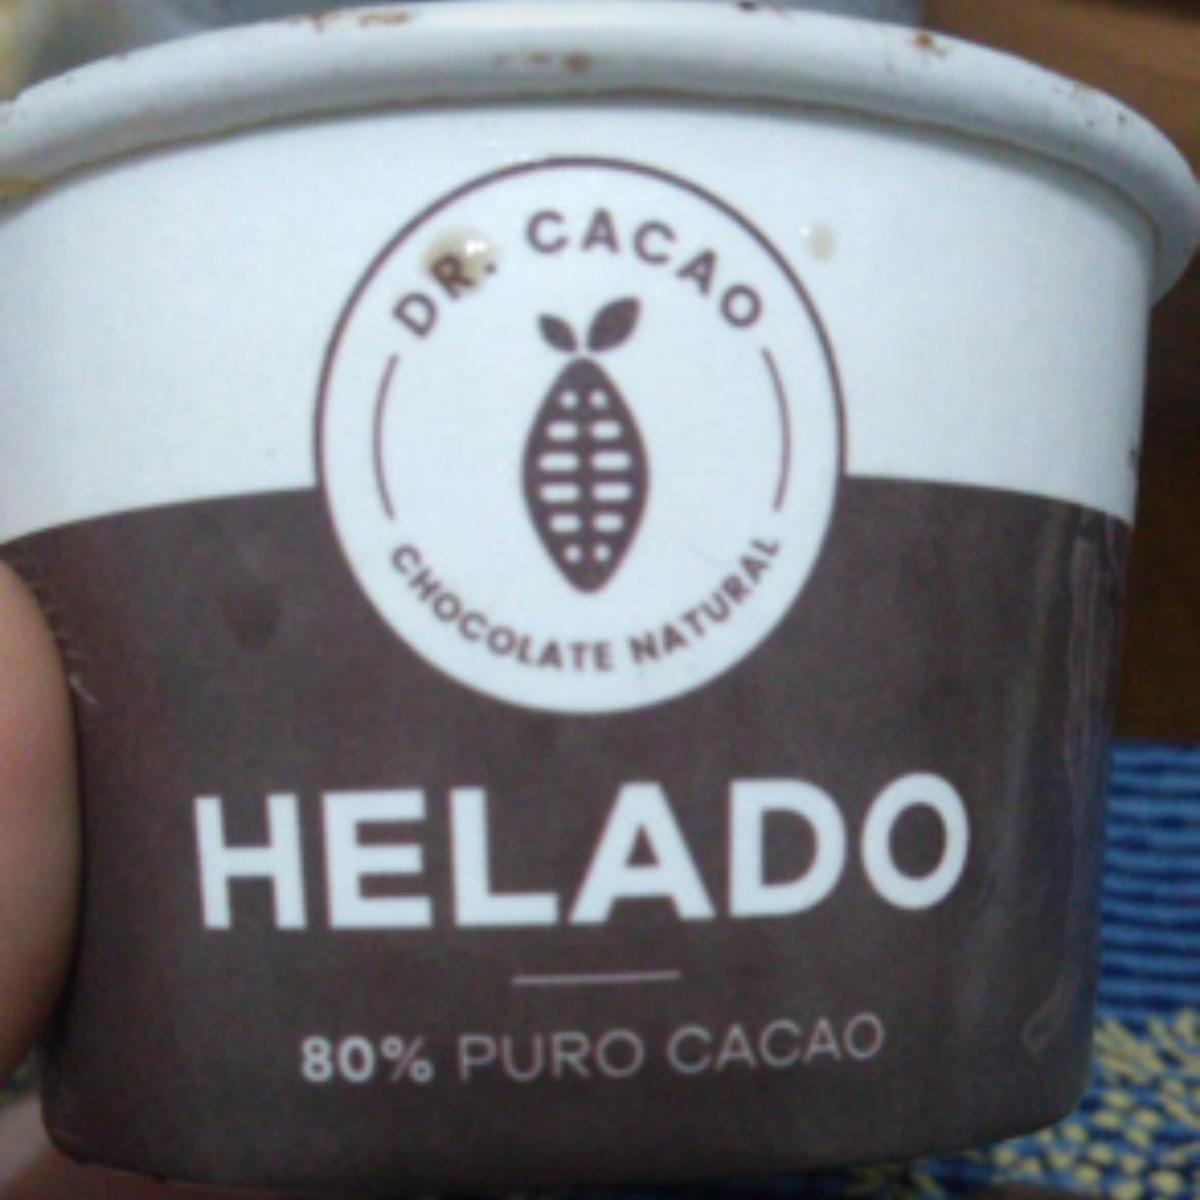 DR. CACAO
CHOCOLATE NATURAL
HELADO
80% PURO CACAO